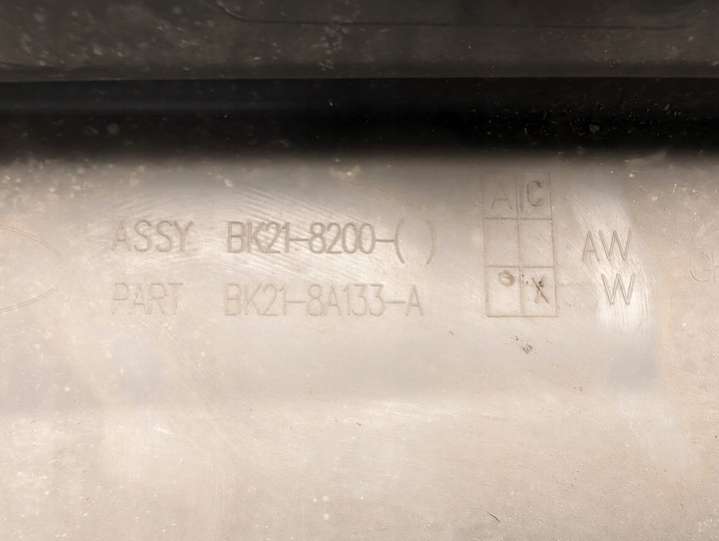 A C
ASSY BK21-8200-( ) AW
PART BK21-8A133-A X W